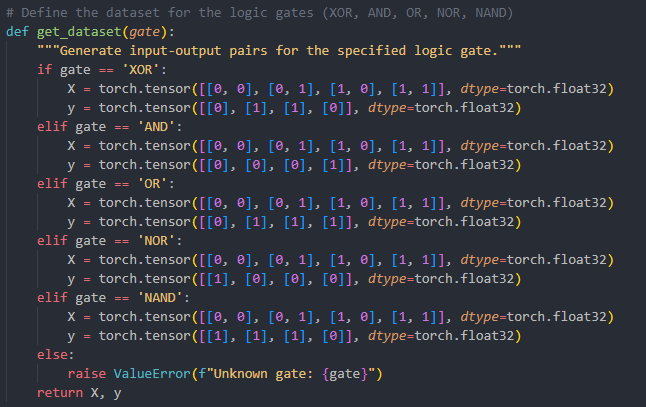 # Define the dataset for the logic gates (XOR, AND, OR, NOR, NAND)
def get_dataset(gate):
    """Generate input-output pairs for the specified logic gate."""
    if gate == 'XOR':
        X = torch.tensor([[0, 0], [0, 1], [1, 0], [1, 1]], dtype=torch.float32)
        y = torch.tensor([[0], [1], [1], [0]], dtype=torch.float32)
    elif gate == 'AND':
        X = torch.tensor([[0, 0], [0, 1], [1, 0], [1, 1]], dtype=torch.float32)
        y = torch.tensor([[0], [0], [0], [1]], dtype=torch.float32)
    elif gate == 'OR':
        X = torch.tensor([[0, 0], [0, 1], [1, 0], [1, 1]], dtype=torch.float32)
        y = torch.tensor([[0], [1], [1], [1]], dtype=torch.float32)
    elif gate == 'NOR':
        X = torch.tensor([[0, 0], [0, 1], [1, 0], [1, 1]], dtype=torch.float32)
        y = torch.tensor([[1], [0], [0], [0]], dtype=torch.float32)
    elif gate == 'NAND':
        X = torch.tensor([[0, 0], [0, 1], [1, 0], [1, 1]], dtype=torch.float32)
        y = torch.tensor([[1], [1], [1], [0]], dtype=torch.float32)
    else:
        raise ValueError(f"Unknown gate: {gate}")
    return X, y